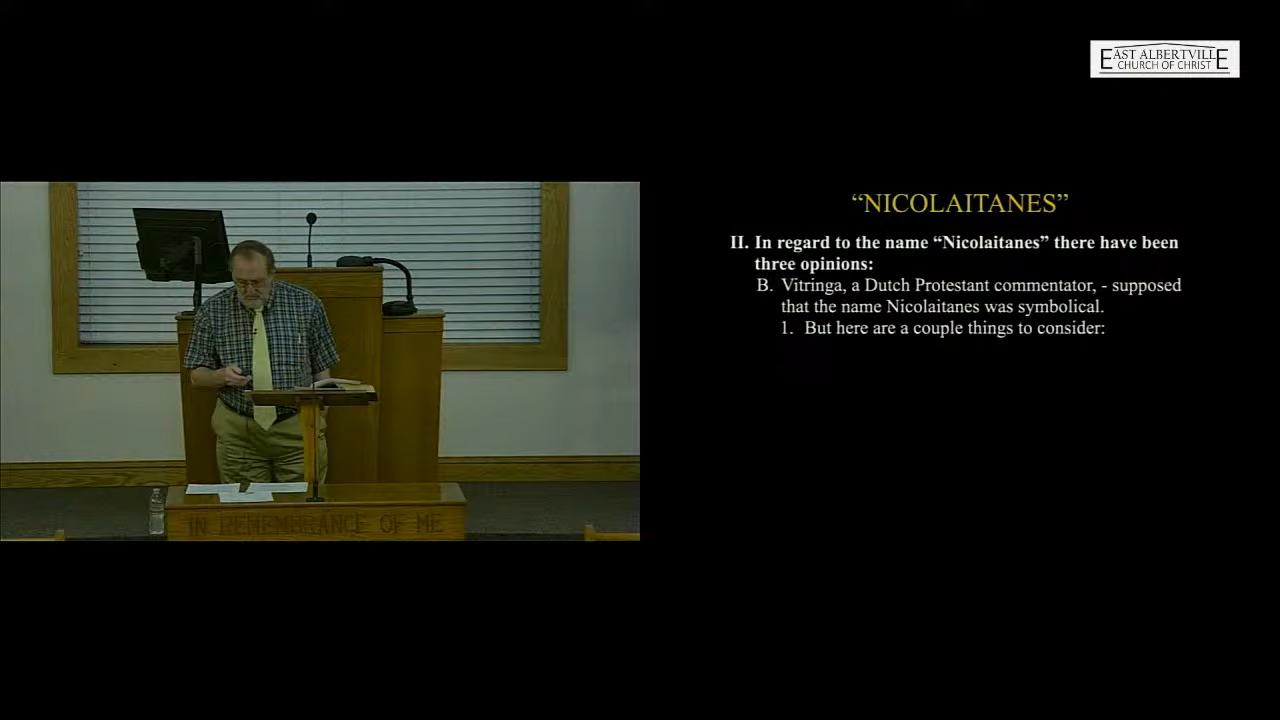 EAST ALBERTVILLE
CHURCH OF CHRIST
“NICOLAITANES”
II. In regard to the name “Nicolaitanes” there have been
three opinions:
B. Vitringa, a Dutch Protestant commentator, - supposed
that the name Nicolaitanes was symbolical.
1. But here are a couple things to consider:
IN REMEMBRANCE OF ME